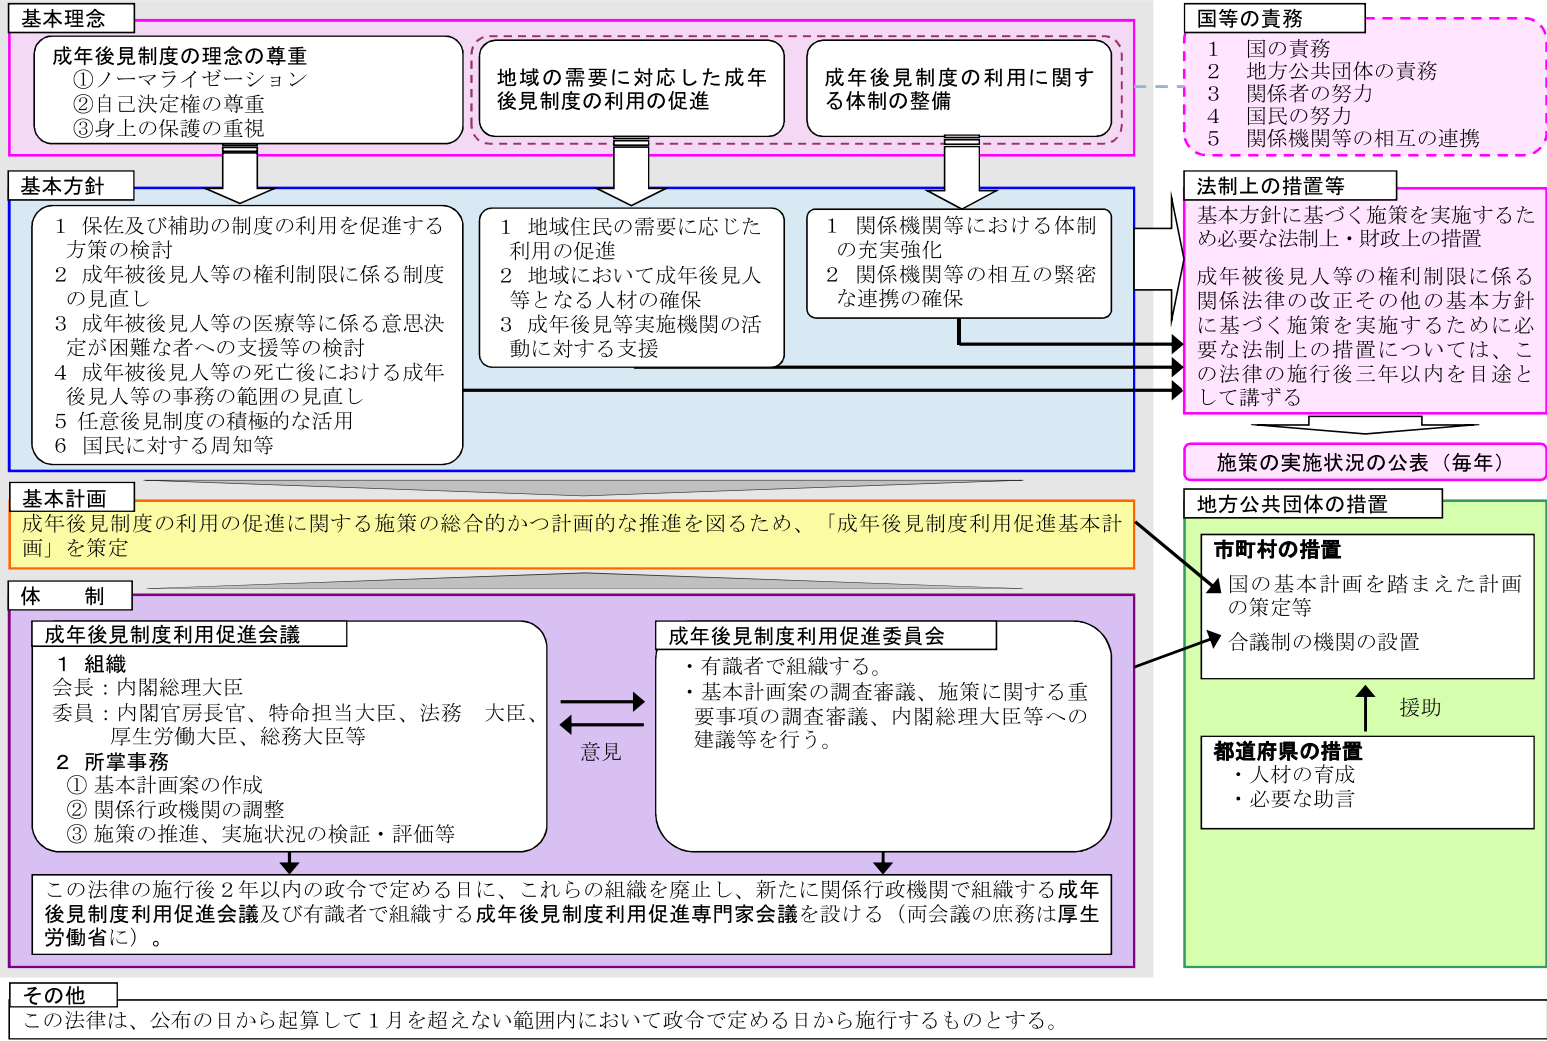 基本理念
成年後見制度の理念の尊重
①ノーマライゼーション
②自己決定権の尊重
③身上の保護の重視
地域の需要に対応した成年
後見制度の利用の促進
成年後見制度の利用に関す
る体制の整備
国等の責務
1 国の責務
2 地方公共団体の責務
3 関係者の努力
4 国民の努力
5 関係機関等の相互の連携
基本方針
1 保佐及び補助の制度の利用を促進する
方策の検討
2 成年被後見人等の権利制限に係る制度
の見直し
3 成年被後見人等の医療等に係る意思決
定が困難な者への支援等の検討
4 成年被後見人等の死亡後における成年
後見人等の事務の範囲の見直し
5 任意後見制度の積極的な活用
6 国民に対する周知等
1 地域住民の需要に応じた
利用の促進
2 地域において成年後見人
等となる人材の確保
3 成年後見等実施機関の活
動に対する支援
1 関係機関等における体制
の充実強化
2 関係機関等の相互の緊密
な連携の確保
法制上の措置等
基本方針に基づく施策を実施するた
め必要な法制上・財政上の措置
成年被後見人等の権利制限に係る
関係法律の改正その他の基本方針
に基づく施策を実施するために必
要な法制上の措置については、こ
の法律の施行後三年以内を目途と
して講ずる
施策の実施状況の公表（毎年）
基本計画
成年後見制度の利用の促進に関する施策の総合的かつ計画的な推進を図るため、「成年後見制度利用促進基本計
画」を策定
地方公共団体の措置
市町村の措置
国の基本計画を踏まえた計画
の策定等
合議制の機関の設置
援助
都道府県の措置
・人材の育成
・必要な助言
体 制
成年後見制度利用促進会議
1 組織
会長：内閣総理大臣
委員：内閣官房長官、特命担当大臣、法務 大臣、
厚生労働大臣、総務大臣等
2 所掌事務
① 基本計画案の作成
② 関係行政機関の調整
③ 施策の推進、実施状況の検証・評価等
意見
成年後見制度利用促進委員会
・有識者で組織する。
・基本計画案の調査審議、施策に関する重
要事項の調査審議、内閣総理大臣等への
建議等を行う。
この法律の施行後２年以内の政令で定める日に、これらの組織を廃止し、新たに関係行政機関で組織する成年
後見制度利用促進会議及び有識者で組織する成年後見制度利用促進専門家会議を設ける（両会議の庶務は厚生
労働省に）。
その他
この法律は、公布の日から起算して１月を超えない範囲内において政令で定める日から施行するものとする。